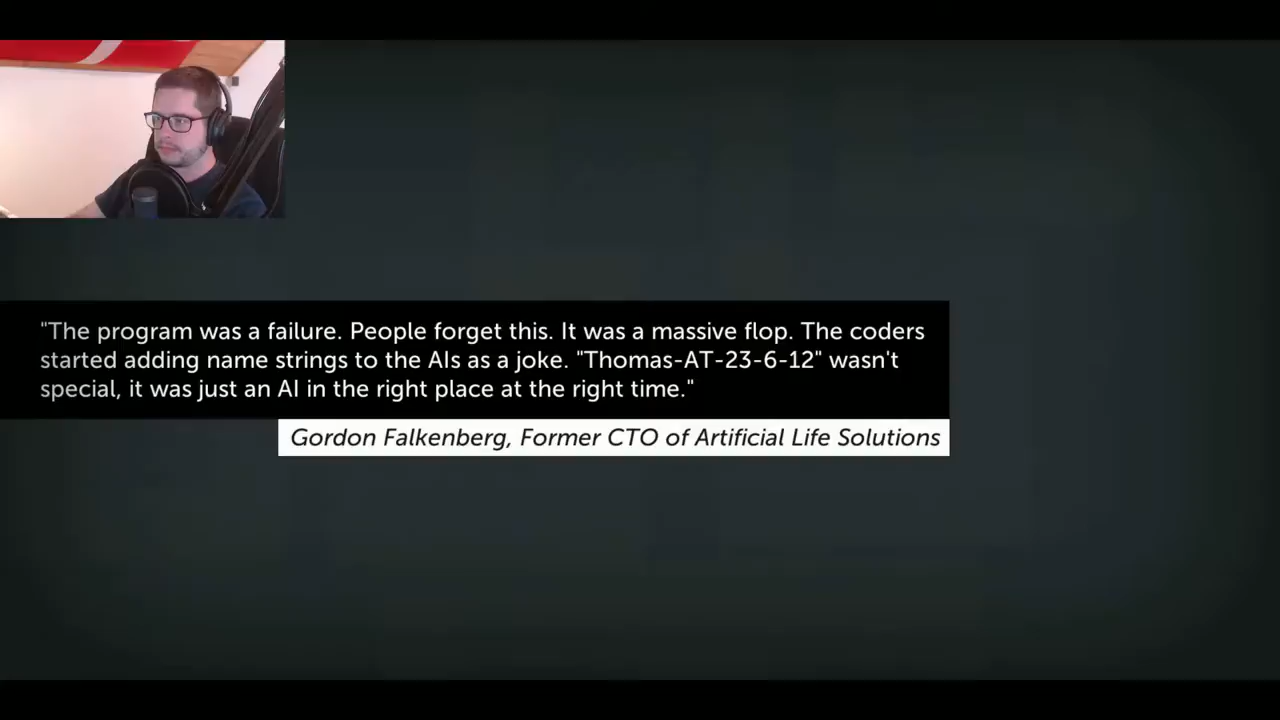 "The program was a failure. People forget this. It was a massive flop. The coders
started adding name strings to the AIs as a joke. "Thomas-AT-23-6-12" wasn't
special, it was just an AI in the right place at the right time."
Gordon Falkenberg, Former CTO of Artificial Life Solutions